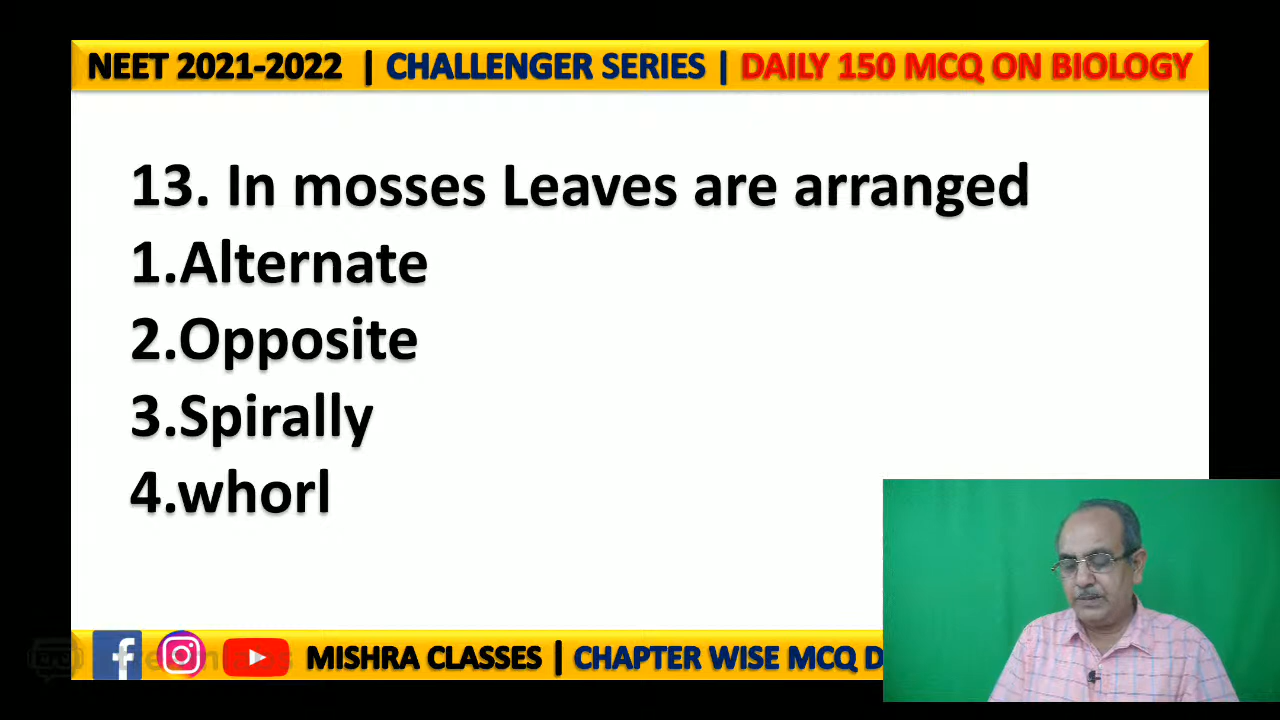 NEET 2021-2022 | CHALLENGER SERIES | DAILY 150 MCQ ON BIOLOGY
13. In mosses Leaves are arranged
1.Alternate
2.Opposite
3.Spirally
4.whorl
MISHRA CLASSES | CHAPTER WISE MCQ D